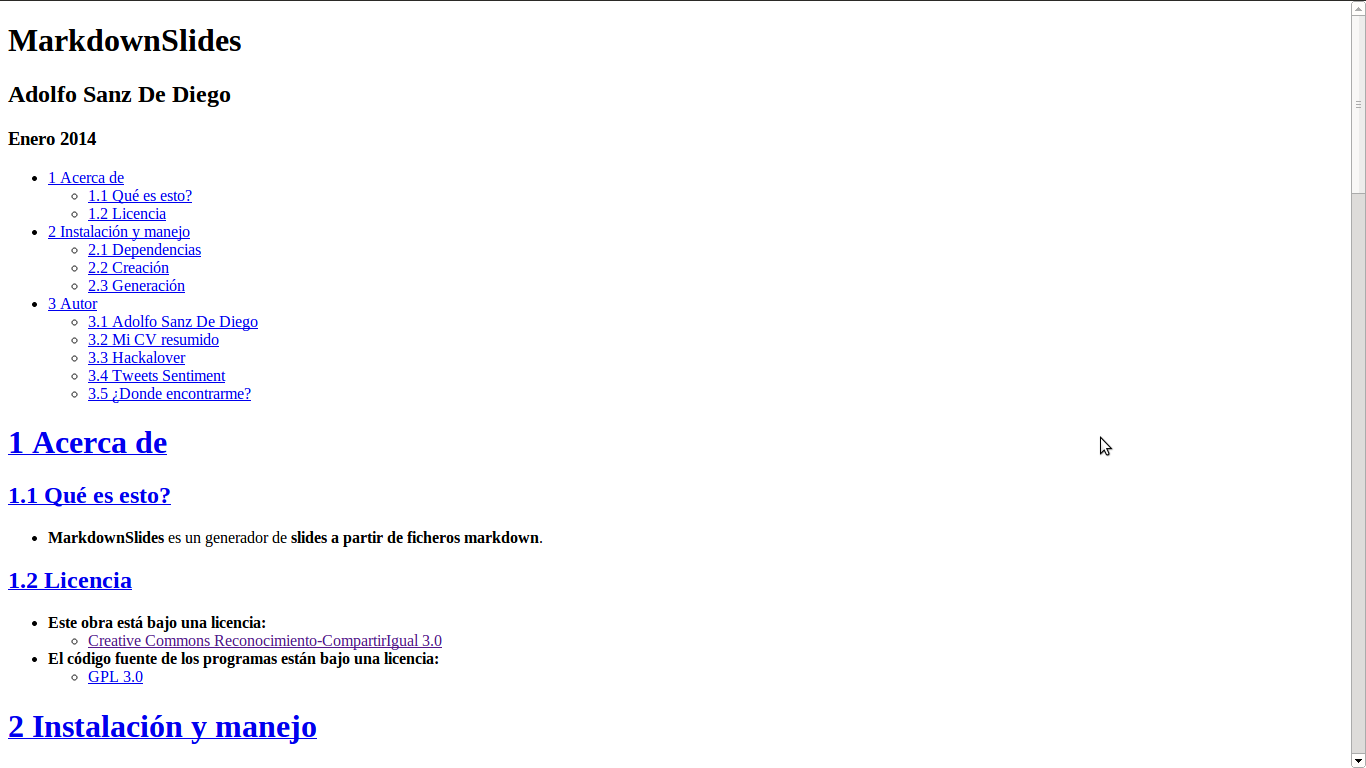 MarkdownSlides
Adolfo Sanz De Diego
Enero 2014
1 Acerca de
1.1 Qué es esto?
1.2 Licencia
2 Instalación y manejo
2.1 Dependencias
2.2 Creación
2.3 Generación
3 Autor
3.1 Adolfo Sanz De Diego
3.2 Mi CV resumido
3.3 Hackalover
3.4 Tweets Sentiment
3.5 ¿Donde encontrarme?
1 Acerca de
1.1 Qué es esto?
MarkdownSlides es un generador de slides a partir de ficheros markdown.
1.2 Licencia
Este obra está bajo una licencia:
Creative Commons Reconocimiento-CompartirIgual 3.0
El código fuente de los programas están bajo una licencia:
GPL 3.0
2 Instalación y manejo